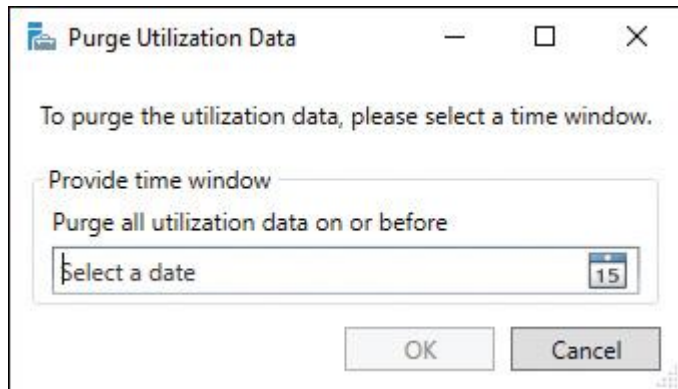 Purge Utilization Data
To purge the utilization data, please select a time window.
Provide time window
Purge all utilization data on or before
Select a date
15
OK
Cancel